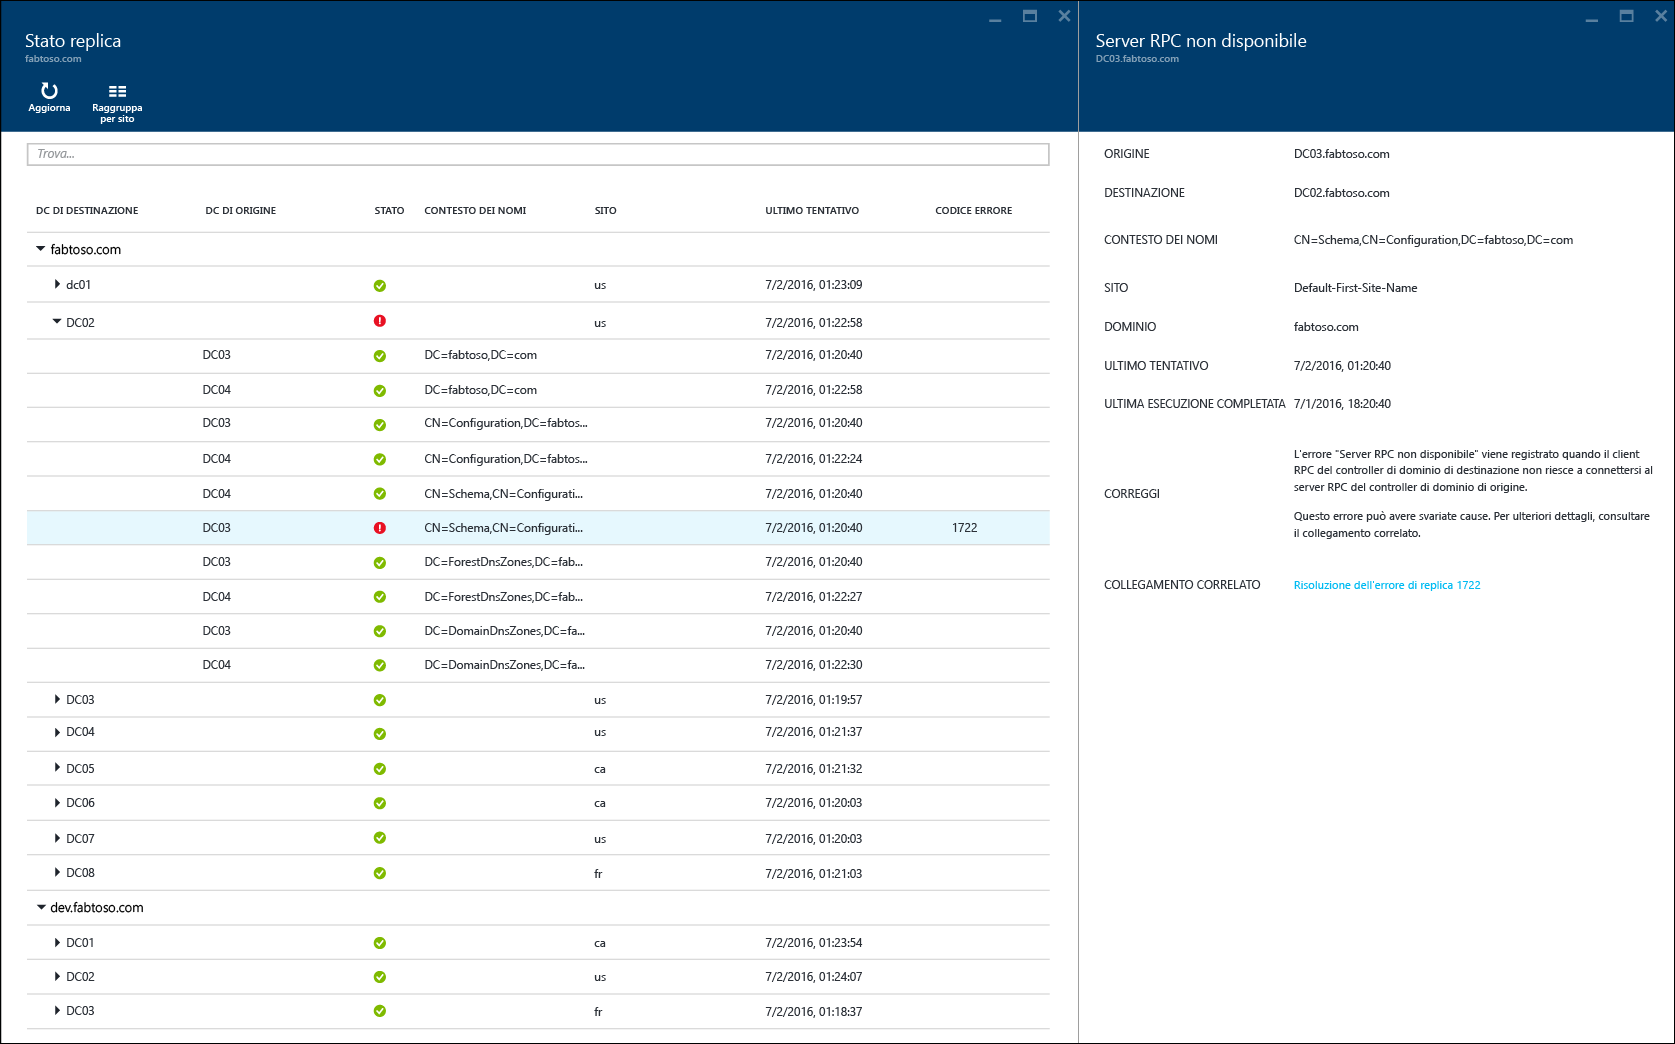 Stato replica
fabtoso.com
Aggiorna
Raggruppa
per sito
Trova...
DC DI DESTINAZIONE DC DI ORIGINE STATO CONTESTO DEI NOMI SITO ULTIMO TENTATIVO CODICE ERRORE
fabtoso.com
dc01 us 7/2/2016, 01:23:09
DC02 us 7/2/2016, 01:22:58
DC03 DC=fabtoso,DC=com 7/2/2016, 01:20:40
DC04 DC=fabtoso,DC=com 7/2/2016, 01:22:58
DC03 CN=Configuration,DC=fabtos... 7/2/2016, 01:20:40
DC04 CN=Configuration,DC=fabtos... 7/2/2016, 01:22:24
DC04 CN=Schema,CN=Configurati... 7/2/2016, 01:20:40
DC03 CN=Schema,CN=Configurati... 7/2/2016, 01:20:40 1722
DC03 DC=ForestDnsZones,DC=fab... 7/2/2016, 01:20:40
DC04 DC=ForestDnsZones,DC=fab... 7/2/2016, 01:22:27
DC03 DC=DomainDnsZones,DC=fa... 7/2/2016, 01:20:40
DC04 DC=DomainDnsZones,DC=fa... 7/2/2016, 01:22:30
DC03 us 7/2/2016, 01:19:57
DC04 us 7/2/2016, 01:21:37
DC05 ca 7/2/2016, 01:21:32
DC06 ca 7/2/2016, 01:20:03
DC07 us 7/2/2016, 01:20:03
DC08 fr 7/2/2016, 01:21:03
dev.fabtoso.com
DC01 ca 7/2/2016, 01:23:54
DC02 us 7/2/2016, 01:24:07
DC03 fr 7/2/2016, 01:18:37
Server RPC non disponibile
DC03.fabtoso.com
ORIGINE DC03.fabtoso.com
DESTINAZIONE DC02.fabtoso.com
CONTESTO DEI NOMI CN=Schema,CN=Configuration,DC=fabtoso,DC=com
SITO Default-First-Site-Name
DOMINIO fabtoso.com
ULTIMO TENTATIVO 7/2/2016, 01:20:40
ULTIMA ESECUZIONE COMPLETATA 7/1/2016, 18:20:40
CORREGGI
L'errore "Server RPC non disponibile" viene registrato quando il client
RPC del controller di dominio di destinazione non riesce a connettersi al
server RPC del controller di dominio di origine.
Questo errore può avere svariate cause. Per ulteriori dettagli, consultare
il collegamento correlato.
COLLEGAMENTO CORRELATO Risoluzione dell'errore di replica 1722